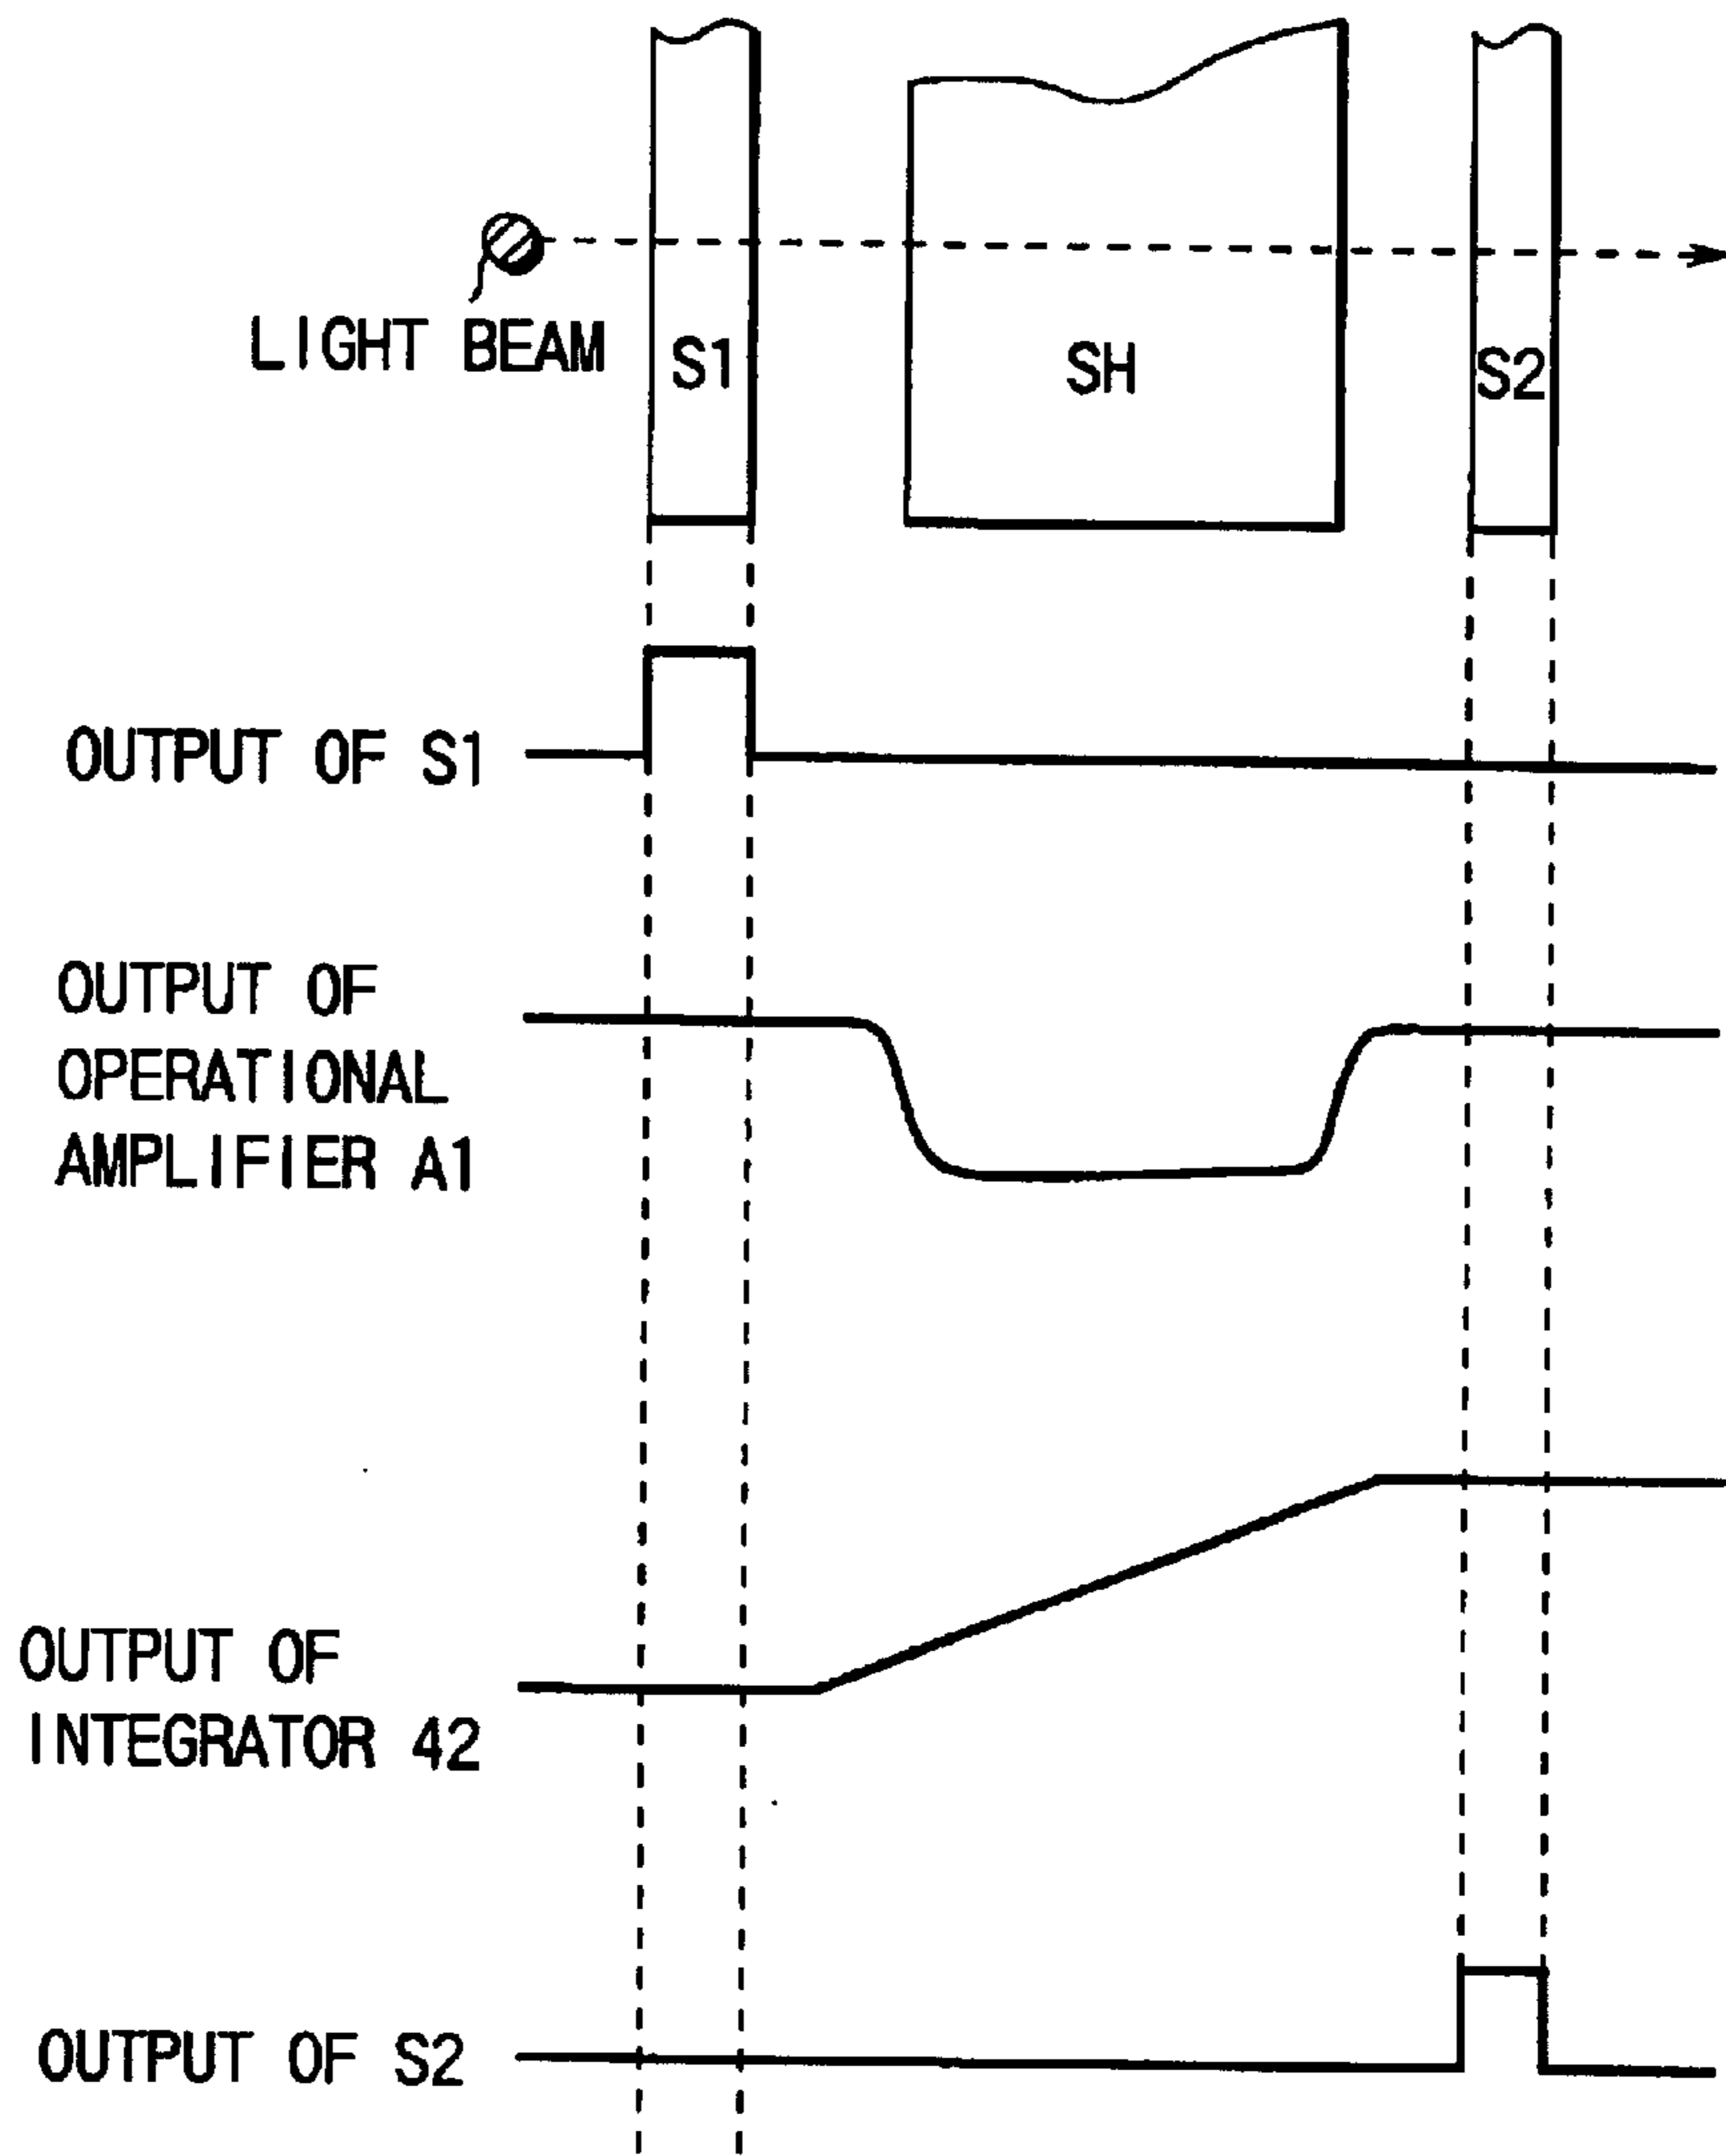 LIGHT BEAM
S1
SH
S2
OUTPUT OF S1
OUTPUT OF
OPERATIONAL
AMPLIFIER A1
OUTPUT OF
INTEGRATOR 42
OUTPUT OF S2